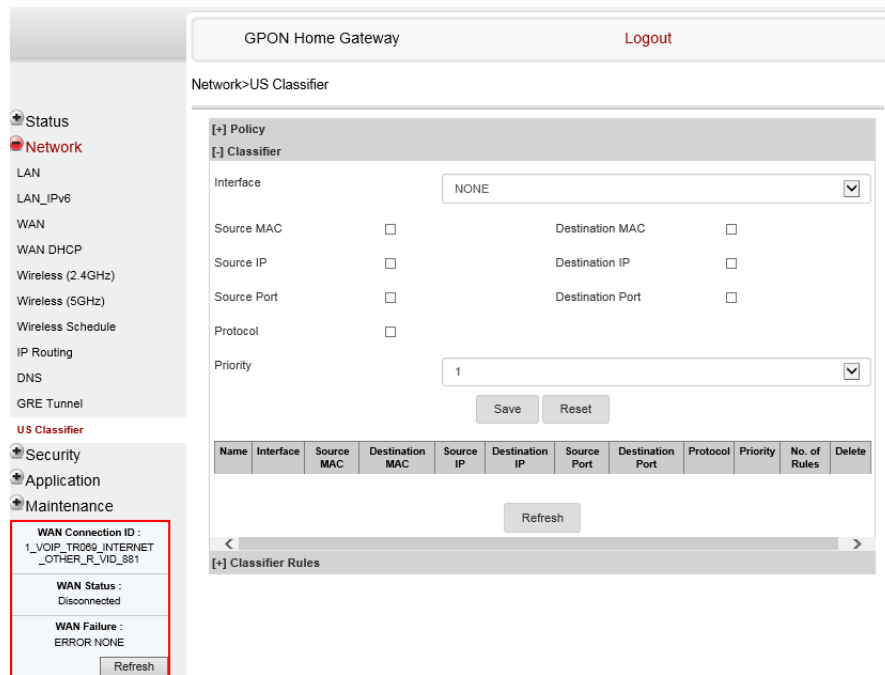 GPON Home Gateway Logout
Network>US Classifier
Status
Network
LAN
LAN_IPv6
WAN
WAN DHCP
Wireless (2.4GHz)
Wireless (5GHz)
Wireless Schedule
IP Routing
DNS
GRE Tunnel
US Classifier
Security
Application
Maintenance
WAN Connection ID :
1_VOIP_TR069_INTERNET
_OTHER_R_VID_881
WAN Status :
Disconnected
WAN Failure :
ERROR NONE
Refresh
[+] Policy
[-] Classifier
Interface NONE
Source MAC Destination MAC
Source IP Destination IP
Source Port Destination Port
Protocol
Priority 1
Save Reset
Name Interface Source MAC Destination MAC Source IP Destination IP Source Port Destination Port Protocol Priority No. of Rules Delete
Refresh
[+] Classifier Rules